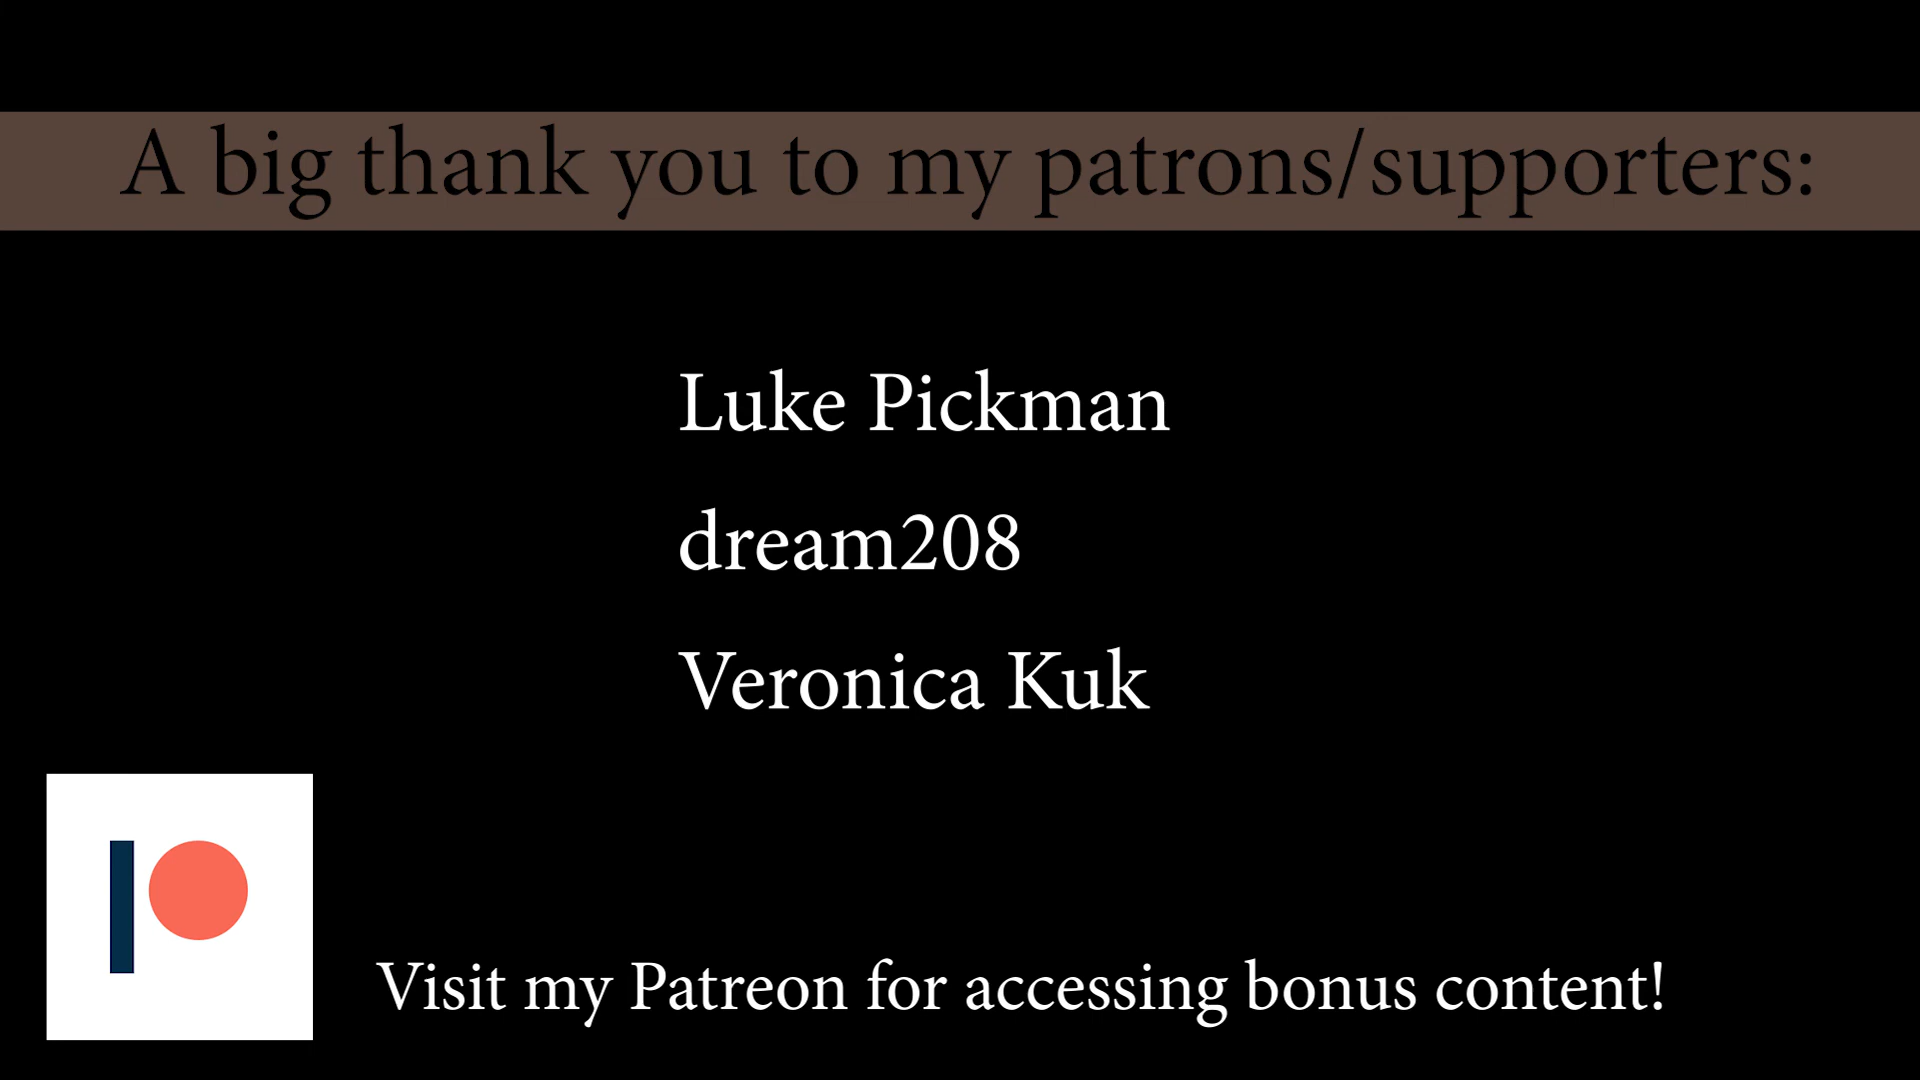 A big thank you to my patrons/supporters:
Luke Pickman
dream208
Veronica Kuk
Visit my Patreon for accessing bonus content!